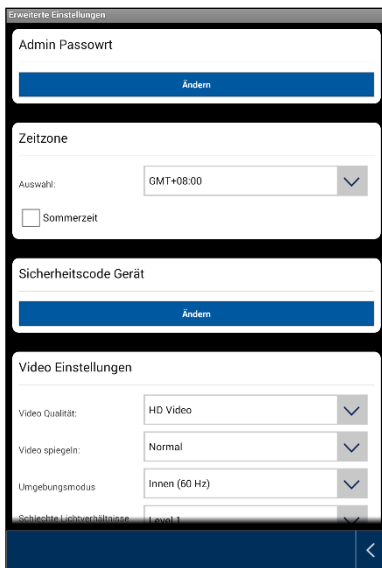 Erweiterte Einstellungen
Admin Passowrt
Ändern
Zeitzone
Auswahl: GMT+08:00
Sommerzeit
Sicherheitscode Gerät
Ändern
Video Einstellungen
Video Qualität: HD Video
Video spiegeln: Normal
Umgebungsmodus Innen (60 Hz)
Schlechte Lichtverhältnisse Level 1